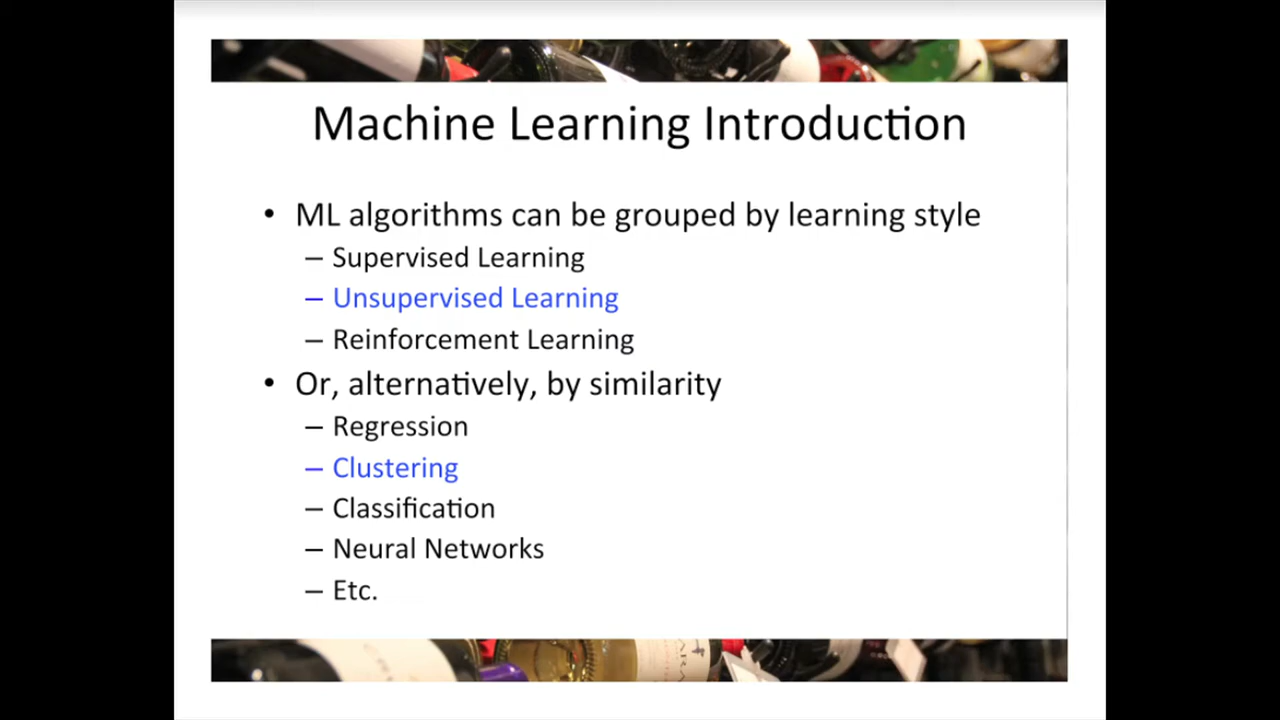 Machine Learning Introduction
• ML algorithms can be grouped by learning style
– Supervised Learning
– Unsupervised Learning
– Reinforcement Learning
• Or, alternatively, by similarity
– Regression
– Clustering
– Classification
– Neural Networks
– Etc.